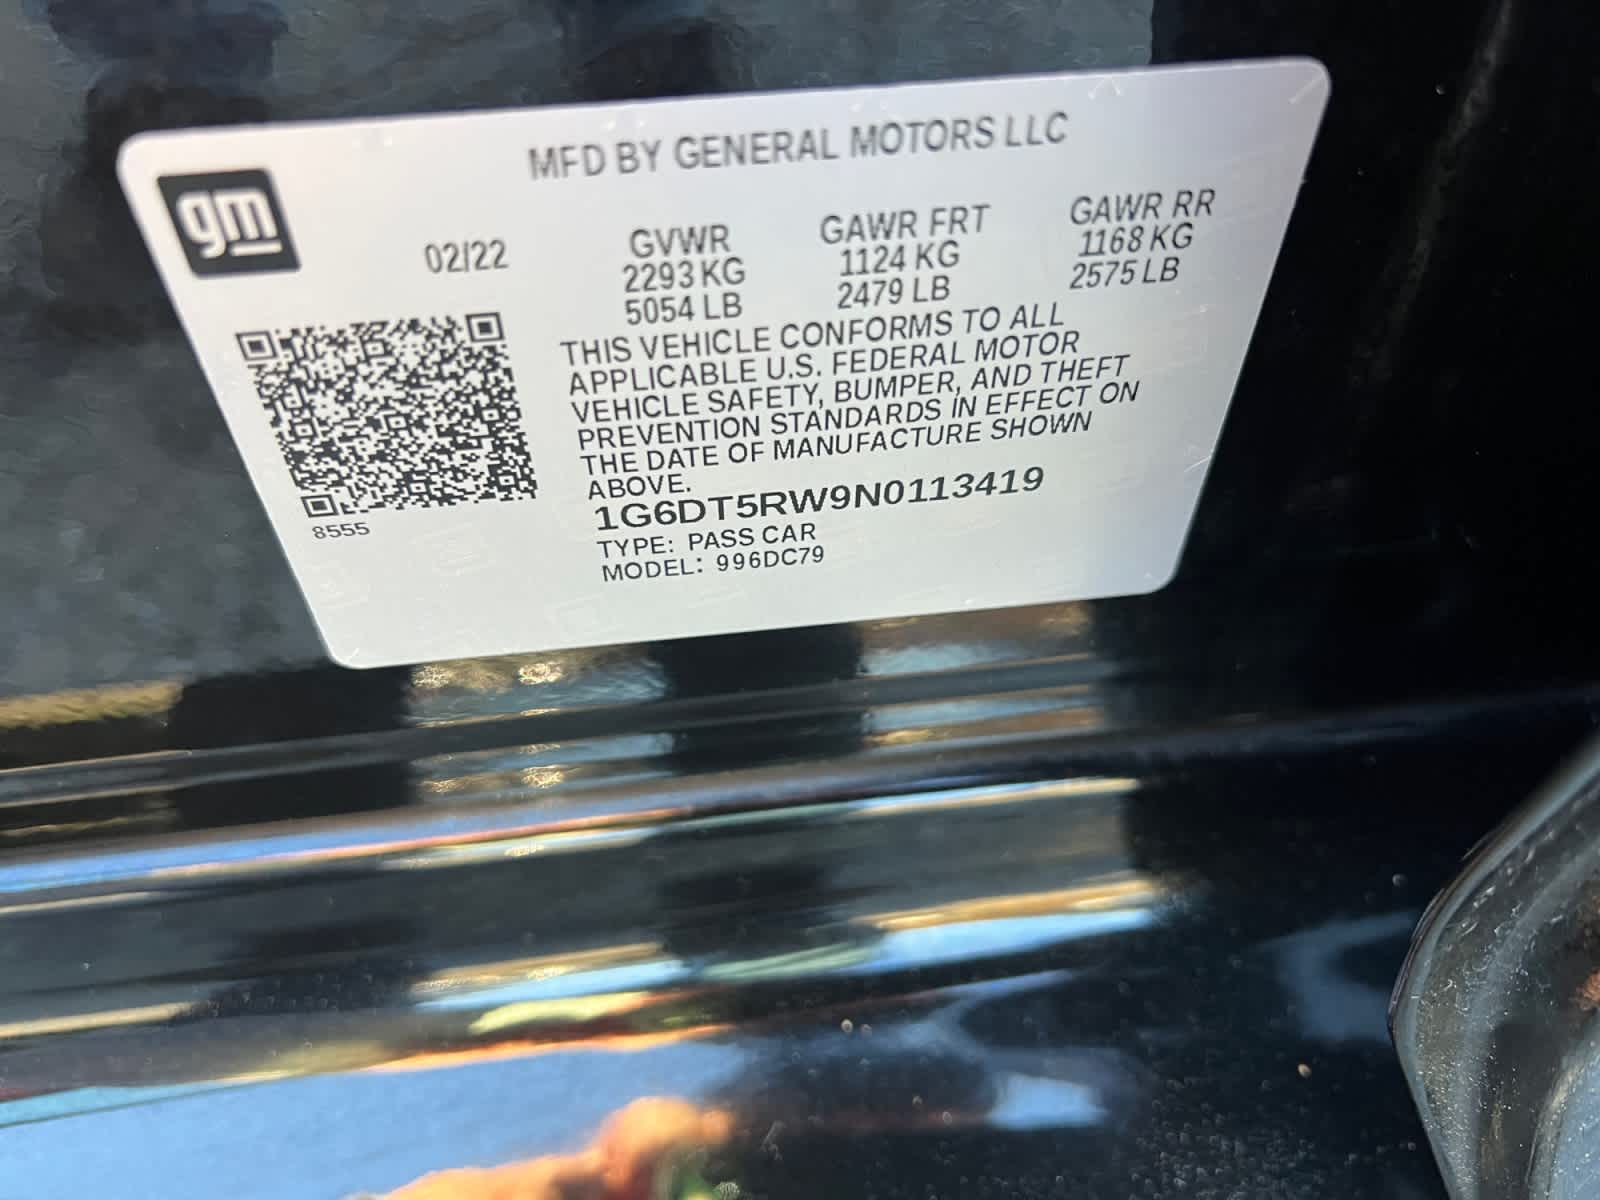 MFD BY GENERAL MOTORS LLC
gm
02/22
GVWR
2293 KG
5054 LB
GAWR FRT
1124 KG
2479 LB
GAWR RR
1168 KG
2575 LB
THIS VEHICLE CONFORMS TO ALL
APPLICABLE U.S. FEDERAL MOTOR
VEHICLE SAFETY, BUMPER, AND THEFT
PREVENTION STANDARDS IN EFFECT ON
THE DATE OF MANUFACTURE SHOWN
ABOVE.
1G6DT5RW9N0113419
TYPE: PASS CAR
MODEL: 996DC79
8555